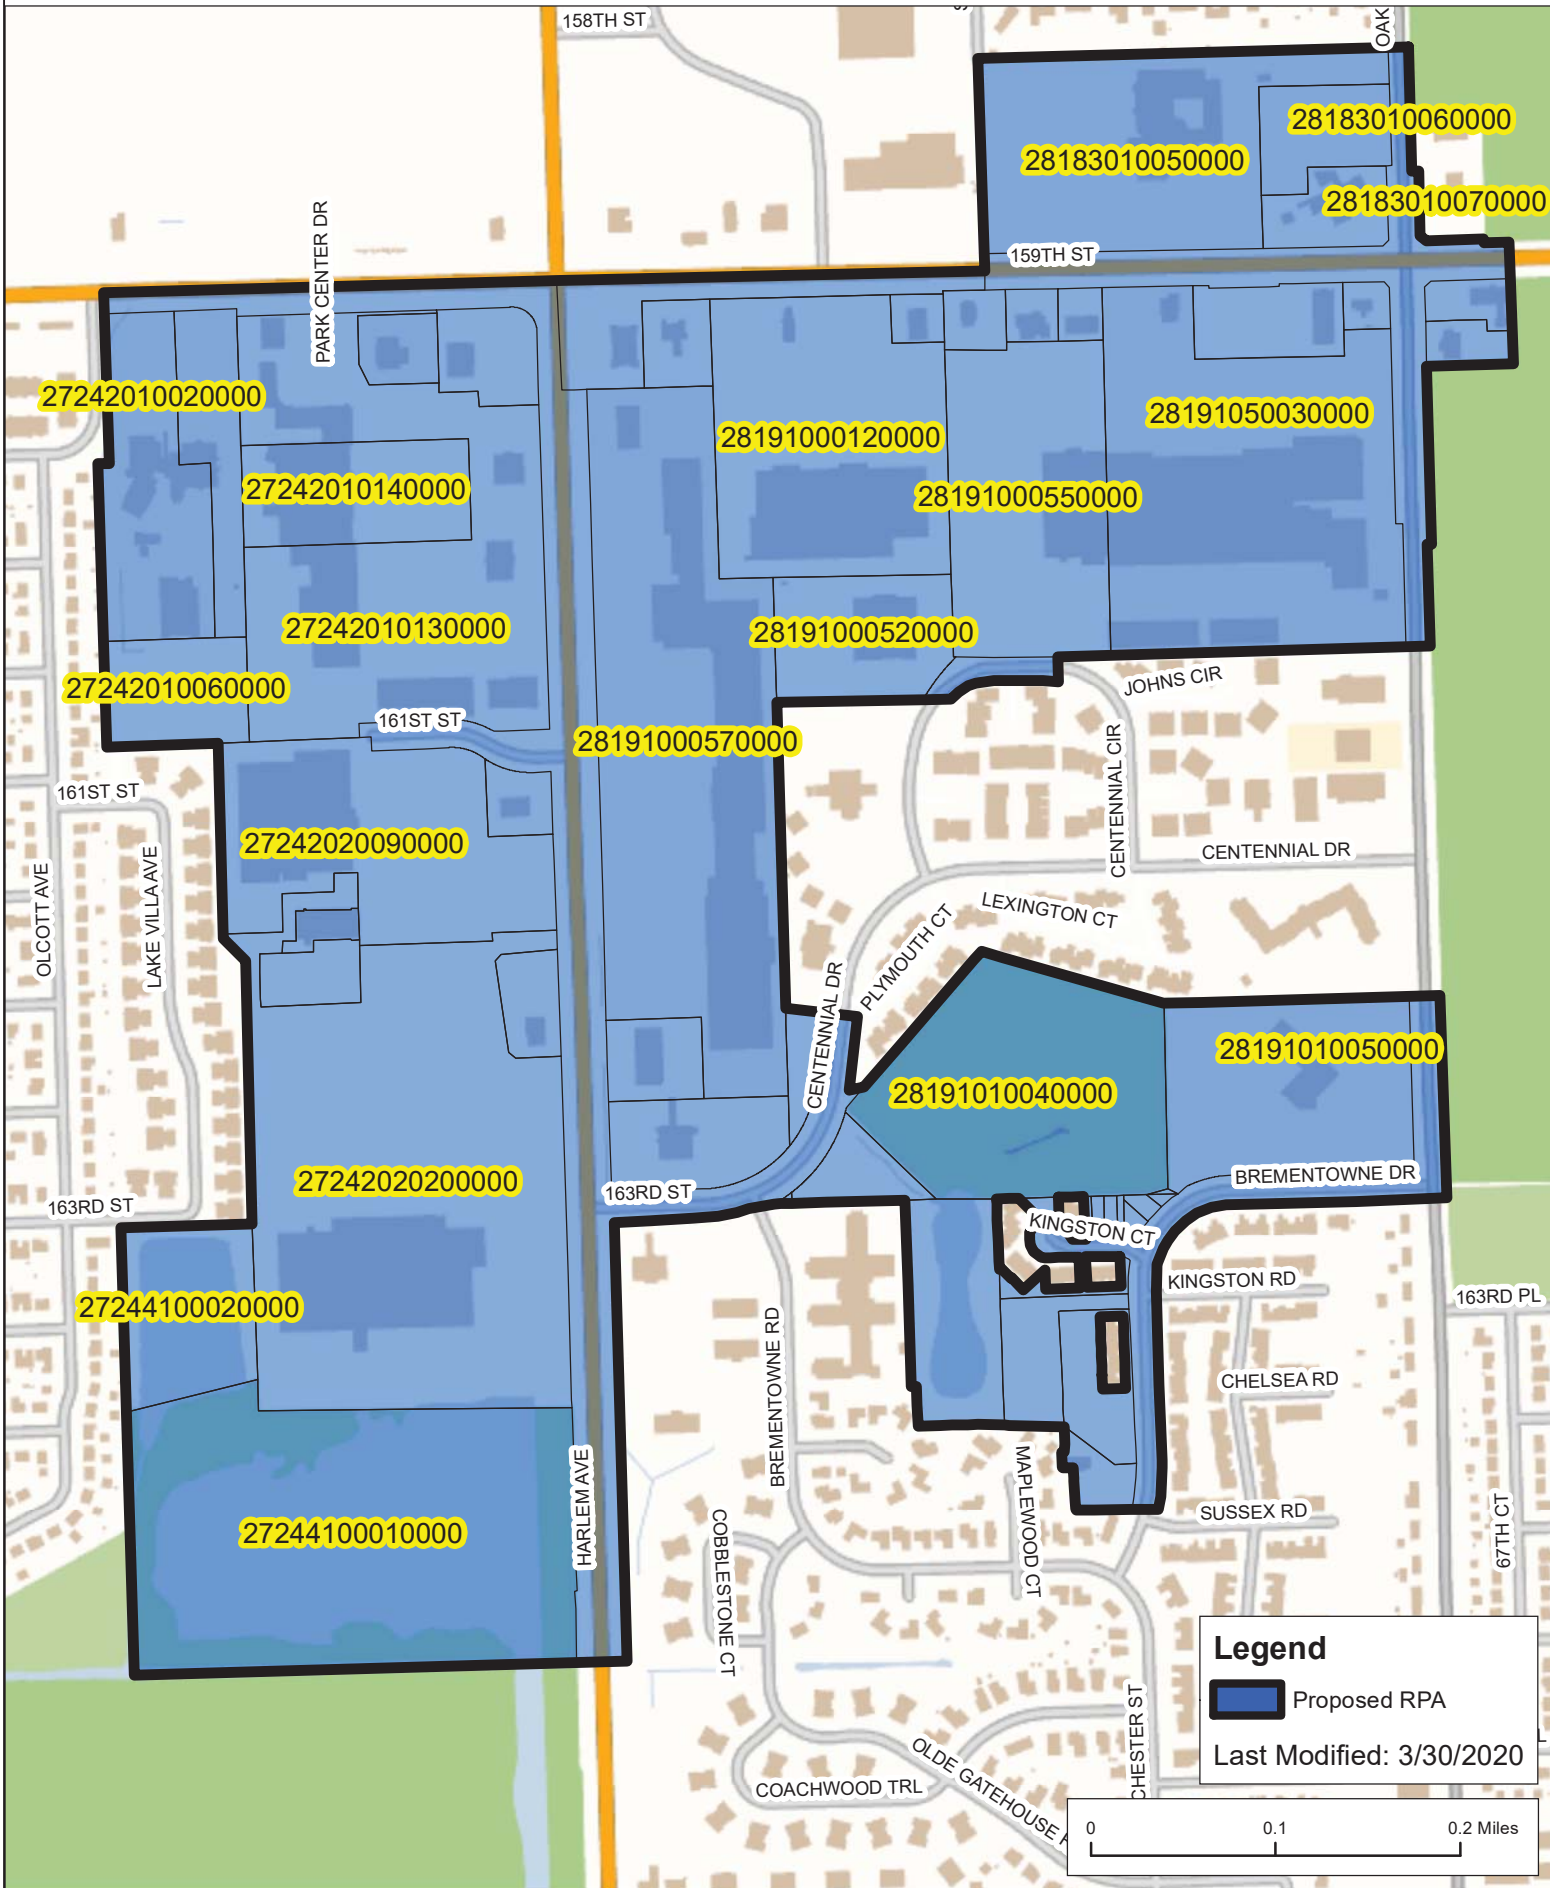 158TH ST
OAK
28183010060000
28183010050000
28183010070000
159TH ST
PARK CENTER DR
27242010020000
28191050030000
28191000120000
27242010140000
28191000550000
27242010130000
28191000520000
27242010060000
JOHNS CIR
161ST ST
28191000570000
CENTENNIAL CIR
161ST ST
27242020090000
CENTENNIAL DR
OLCOTT AVE
LAKE VILLA AVE
LEXINGTON CT
PLYMOUTH CT
CENTENNIAL DR
28191010050000
28191010040000
27242020200000
BREMENTOWNE DR
163RD ST
163RD ST
KINGSTON CT
KINGSTON RD
163RD PL
27244100020000
BREMENTOWNE RD
CHELSEA RD
HARLEM AVE
MAPLEWOOD CT
27244100010000
SUSSEX RD
67TH CT
COBBLESTONE CT
Legend
Proposed RPA
Last Modified: 3/30/2020
CHESTER ST
OLDE GATEHOUSE
COACHWOOD TRL
0 0.1 0.2 Miles